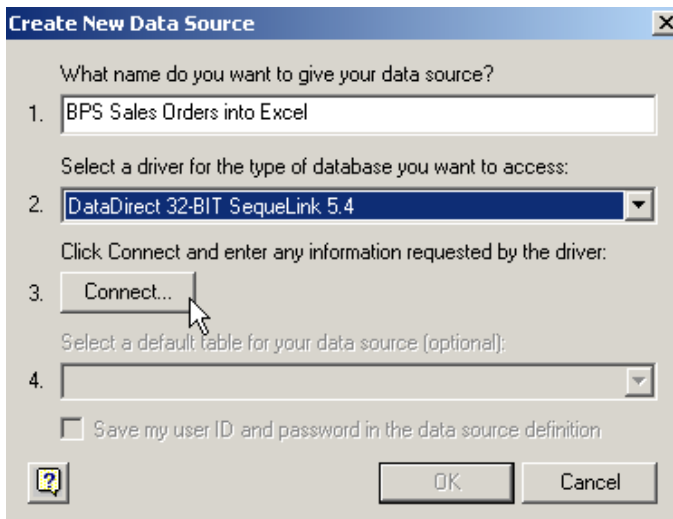 Create New Data Source
What name do you want to give your data source?
1. BPS Sales Orders into Excel
Select a driver for the type of database you want to access:
2. DataDirect 32-BIT SequeLink 5.4
Click Connect and enter any information requested by the driver:
3. Connect...
Select a default table for your data source (optional):
4.
Save my user ID and password in the data source definition
? OK Cancel